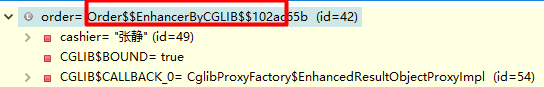 order= Order$$EnhancerByCGLIB$$102ac65b (id=42)
cashier= "张静" (id=49)
CGLIB$BOUND= true
CGLIB$CALLBACK_0= CglibProxyFactory$EnhancedResultObjectProxyImpl (id=54)